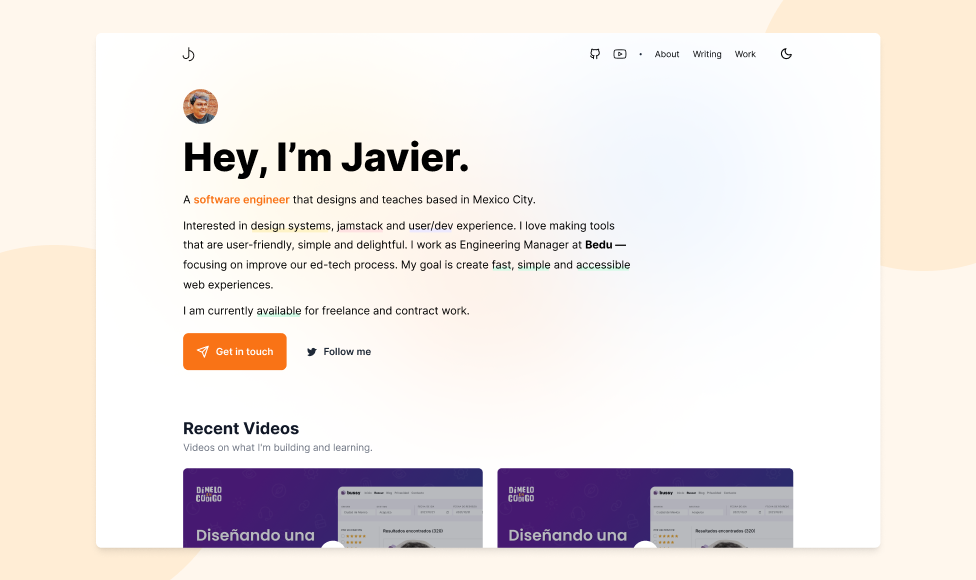 About Writing Work
Hey, I’m Javier.
A software engineer that designs and teaches based in Mexico City.
Interested in design systems, jamstack and user/dev experience. I love making tools
that are user-friendly, simple and delightful. I work as Engineering Manager at Bedu —
focusing on improve our ed-tech process. My goal is create fast, simple and accessible
web experiences.
I am currently available for freelance and contract work.
Get in touch Follow me
Recent Videos
Videos on what I'm building and learning.
DÍMELO
CÓDIGO
bussy
Resultados encontrados (320)
Diseñando una
DÍMELO
CÓDIGO
bussy
Resultados encontrados (320)
Diseñando una